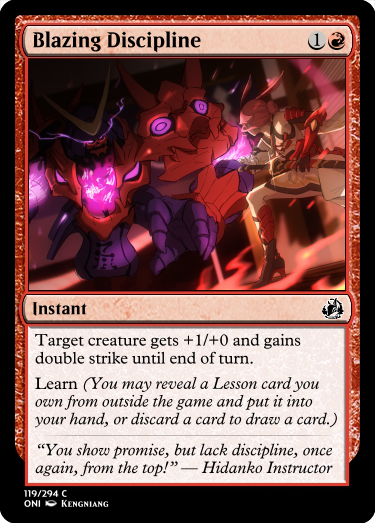 Blazing Discipline 1
Instant
Target creature gets +1/+0 and gains
double strike until end of turn.
Learn (You may reveal a Lesson card you
own from outside the game and put it into
your hand, or discard a card to draw a card.)
“You show promise, but lack discipline, once
again, from the top!” — Hidanko Instructor
119/294 C
ONI Kengniang